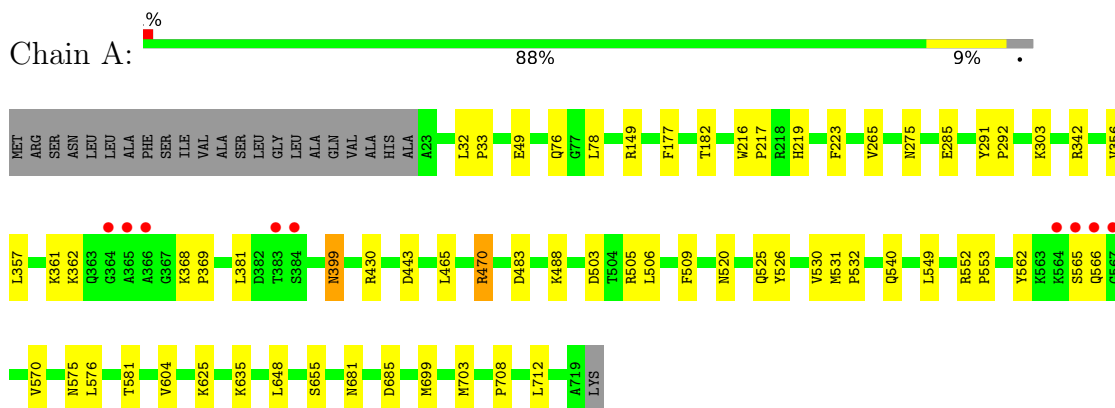 %
Chain A:
88% 9%
MET ARG SER ASN LEU LEU ALA PHE SER ILE VAL ALA SER LEU GLY LEU ALA GLN VAL ALA HIS ALA A23 L32 P33 E49 Q76 G77 L78 R149 F177 T182 W216 P217 R218 H219 F223 V265 N275 E285 Y291 P292 K303 R342
L357 K361 K362 Q363 G364 A365 A366 G367 K368 P369 L381 D382 T383 S384 N399 R430 D443 L465 R470 D483 K488 D503 T504 R505 L506 F509 N520 Q525 Y526 V530 M531 P532 Q540 L549 R552 P553 Y562 K563 K564 S565 Q566 G567
V570 N575 L576 T581 V604 K625 K635 L648 S655 N681 D685 M699 M703 P708 L712 A719 LYS